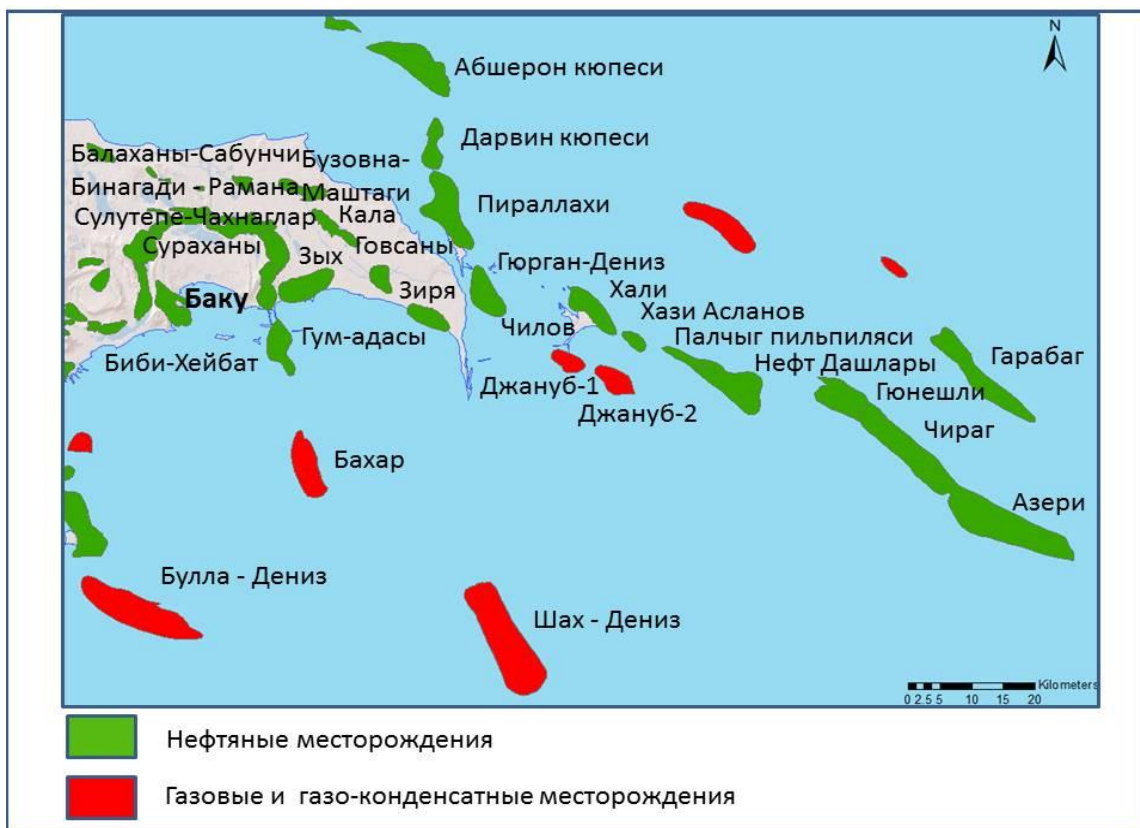 N
Абшерон кюпеси
Дарвин кюпеси
Балаханы-Сабунчи
Бузовна-
Маштаги
Бинагади - Рамана
Пираллахи
Сулутепе-Чахнаглар
Кала
Сураханы
Говсаны
Зых
Гюрган-Дениз
Зиря
Хали
Баку
Хази Асланов
Чилов
Гум-адасы
Палчыг пильпиляси
Биби-Хейбат
Нефт Дашлары
Гарабаг
Джануб-1
Гюнешли
Джануб-2
Чираг
Бахар
Азери
Булла - Дениз
Шах - Дениз
Kilometers
0 2.5 5 10 15 20
Нефтяные месторождения
Газовые и газо-конденсатные месторождения